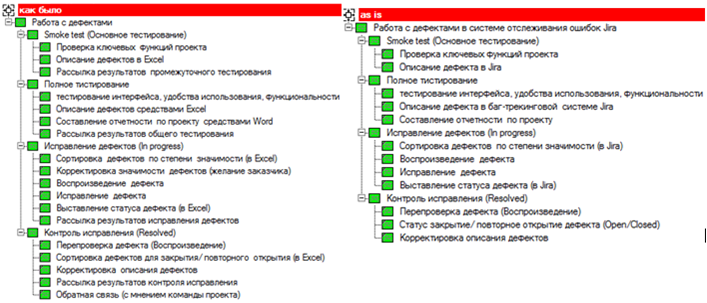 как было
Работа с дефектами
Smoke test (Основное тестирование)
Проверка ключевых функций проекта
Описание дефектов в Excel
Рассылка результатов промежуточного тестирования
Полное тистирование
тестирование интерфейса, удобства использования, функциональности
Описание дефектов средствами Excel
Составление отчетности по проекту средствами Word
Рассылка результатов общего тестирования
Исправление дефектов (In progress)
Сортировка дефектов по степени значимости (в Excel)
Корректировка значимости дефектов (желание заказчика)
Воспроизведение дефекта
Исправление дефекта
Выставление статуса дефекта (в Excel)
Рассылка результатов исправления дефектов
Контроль исправления (Resolved)
Перепроверка дефекта (Воспроизведение)
Сортировка дефектов для закрытия/ повторного открытия (в Excel)
Корректировка описания дефектов
Рассылка результатов контроля исправления
Обратная связь (с мнением команды проекта)
as is
Работа с дефектами в системе отслеживания ошибок Jira
Smoke test (Основное тестирование)
Проверка ключевых функций проекта
Описание дефекта в Jira
Полное тистирование
тестирование интерфейса, удобства использования, функциональности
Описание дефекта в баг-трекинговой системе Jira
Составление отчетности по проекту
Исправление дефектов (In progress)
Сортировка дефектов по степени значимости (в Jira)
Воспроизведение дефекта
Исправление дефекта
Выставление статуса дефекта (в Jira)
Контроль исправления (Resolved)
Перепроверка дефекта (Воспроизведение)
Статус закрытие/ повторное открытие дефекта (Open/Closed)
Корректировка описания дефектов